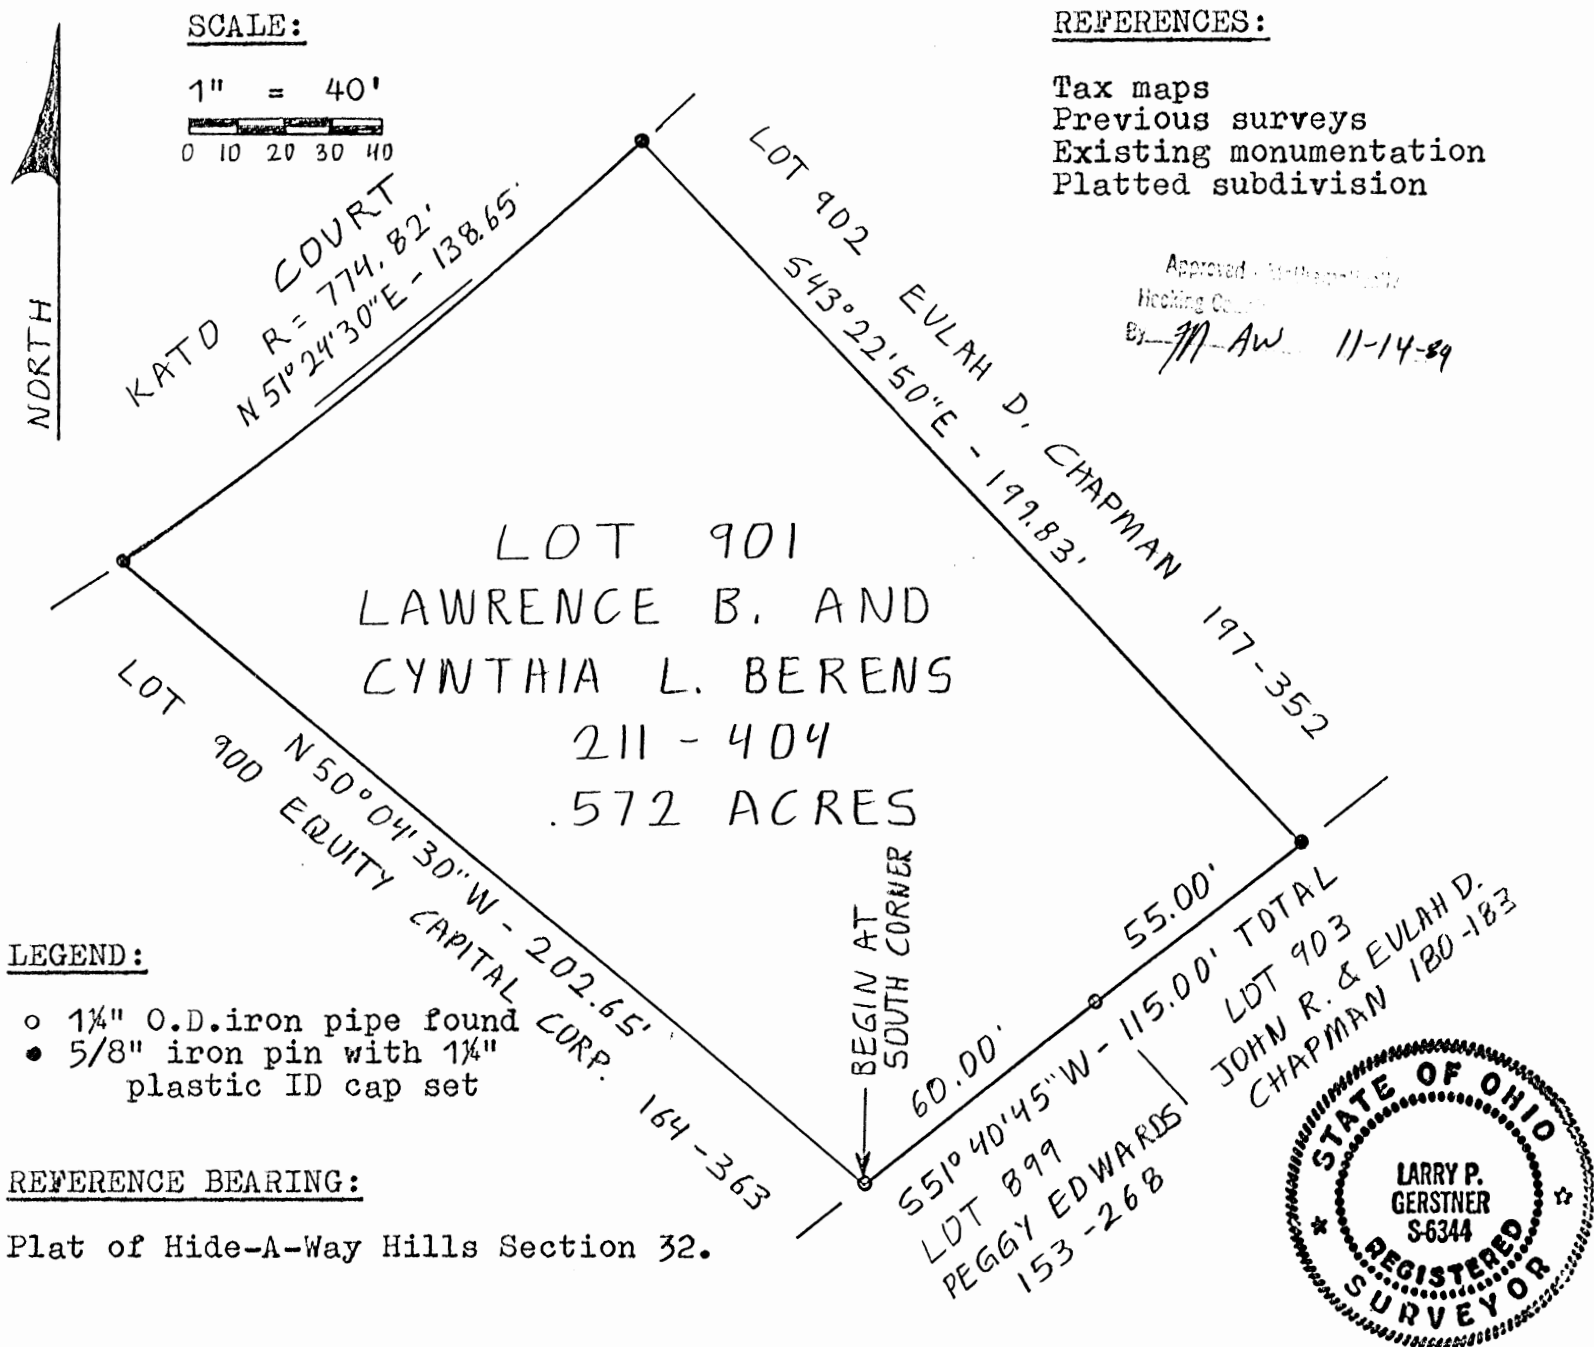 SCALE:
1" = 40'
0 10 20 30 40
NORTH
REFERENCES:
Tax maps
Previous surveys
Existing monumentation
Platted subdivision
Approved
Hocking
By 11-14-89
KATO COURT
R = 774.82'
N 51° 24' 30" E - 138.65'
LOT 902 EVLAH D. CHAPMAN 197-352
S43° 22' 50" E - 199.83'
LOT 901
LAWRENCE B. AND
CYNTHIA L. BERENS
211 - 404
.572 ACRES
N 50° 04' 30" W - 202.65'
LOT 900 EQUITY CAPITAL CORP. 164-363
BEGIN AT
SOUTH CORNER
55.00'
60.00'
S51° 40' 45" W - 115.00' TOTAL
LOT 903
JOHN R. & EVLAH D.
CHAPMAN 180-183
LOT 899
PEGGY EDWARDS
153-268
LEGEND:
1¼" O.D.iron pipe found
5/8" iron pin with 1¼"
plastic ID cap set
REFERENCE BEARING:
Plat of Hide-A-Way Hills Section 32.
STATE OF OHIO
LARRY P.
GERSTNER
S-6344
REGISTERED
SURVEYOR